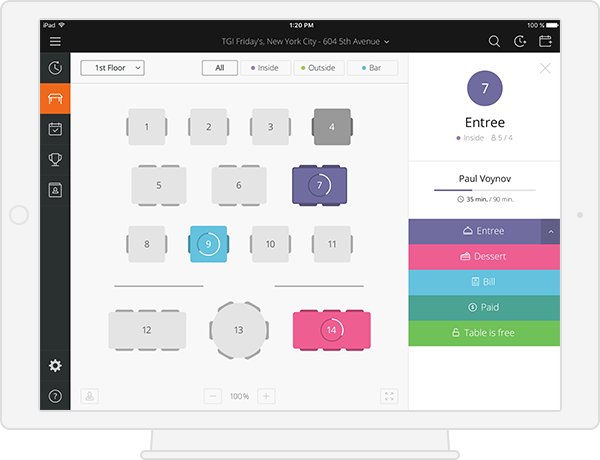 iPad 1:20 PM 100 %
TGI Friday's, New York City - 604 5th Avenue
1st Floor All Inside Outside Bar
1 2 3 4
5 6 7
8 9 10 11
12 13 14
100%
?
7
Entree
Inside 5 / 4
Paul Voynov
35 min. / 90 min.
Entree
Dessert
Bill
Paid
Table is free